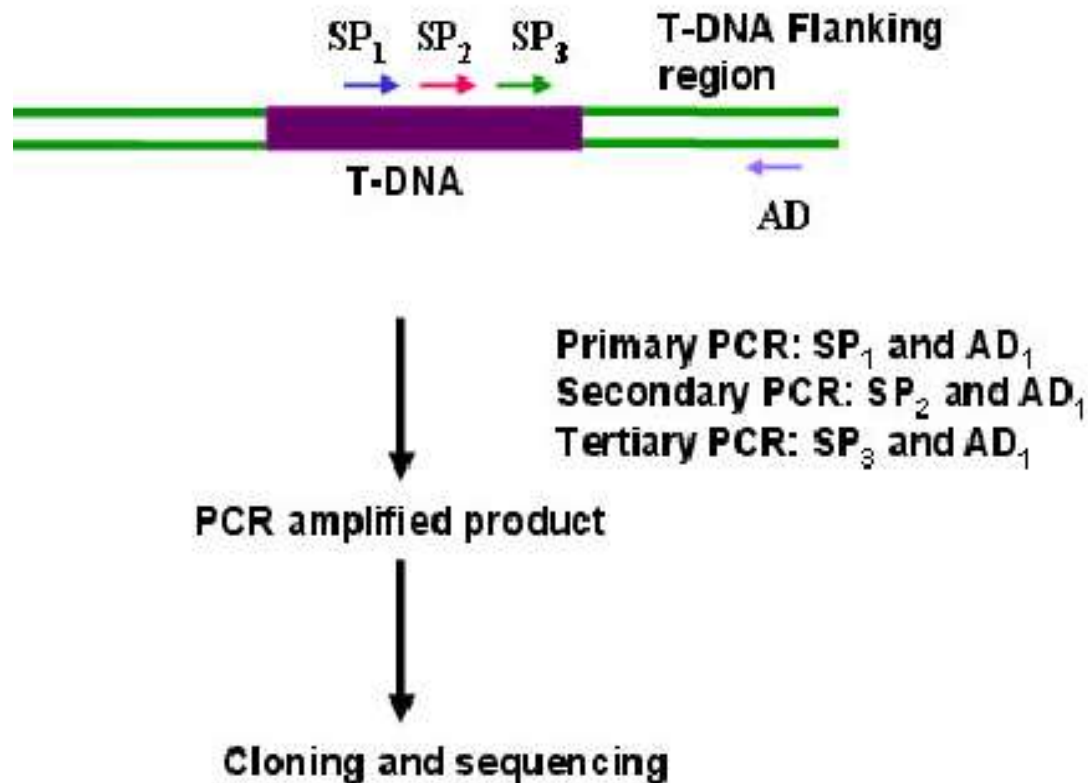 SP₁ SP₂ SP₃
T-DNA Flanking
region
T-DNA
AD
Primary PCR: SP₁ and AD₁
Secondary PCR: SP₂ and AD₁
Tertiary PCR: SP₃ and AD₁
PCR amplified product
Cloning and sequencing